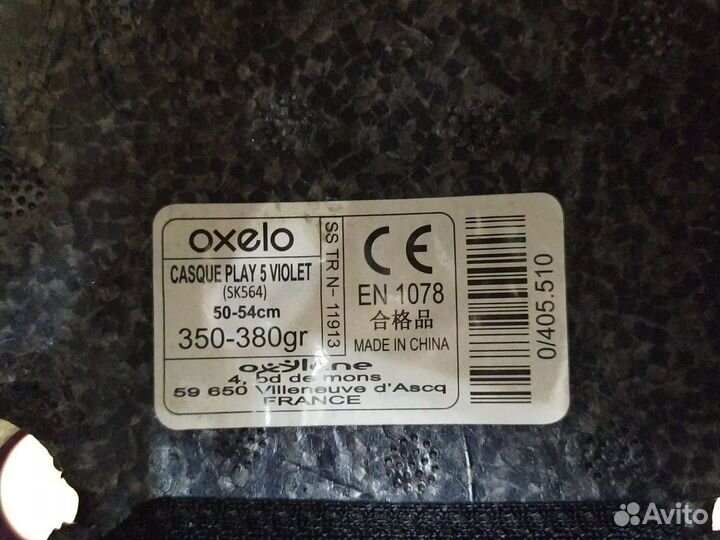 oxelo
CASQUE PLAY 5 VIOLET
(SK564)
50-54cm
350-380gr
SS TR N- 11913
CE
EN 1078
合格品
MADE IN CHINA
oxylane
4, bd de mons
59 650 Villeneuve d'Ascq
FRANCE
0/405.510
Avito